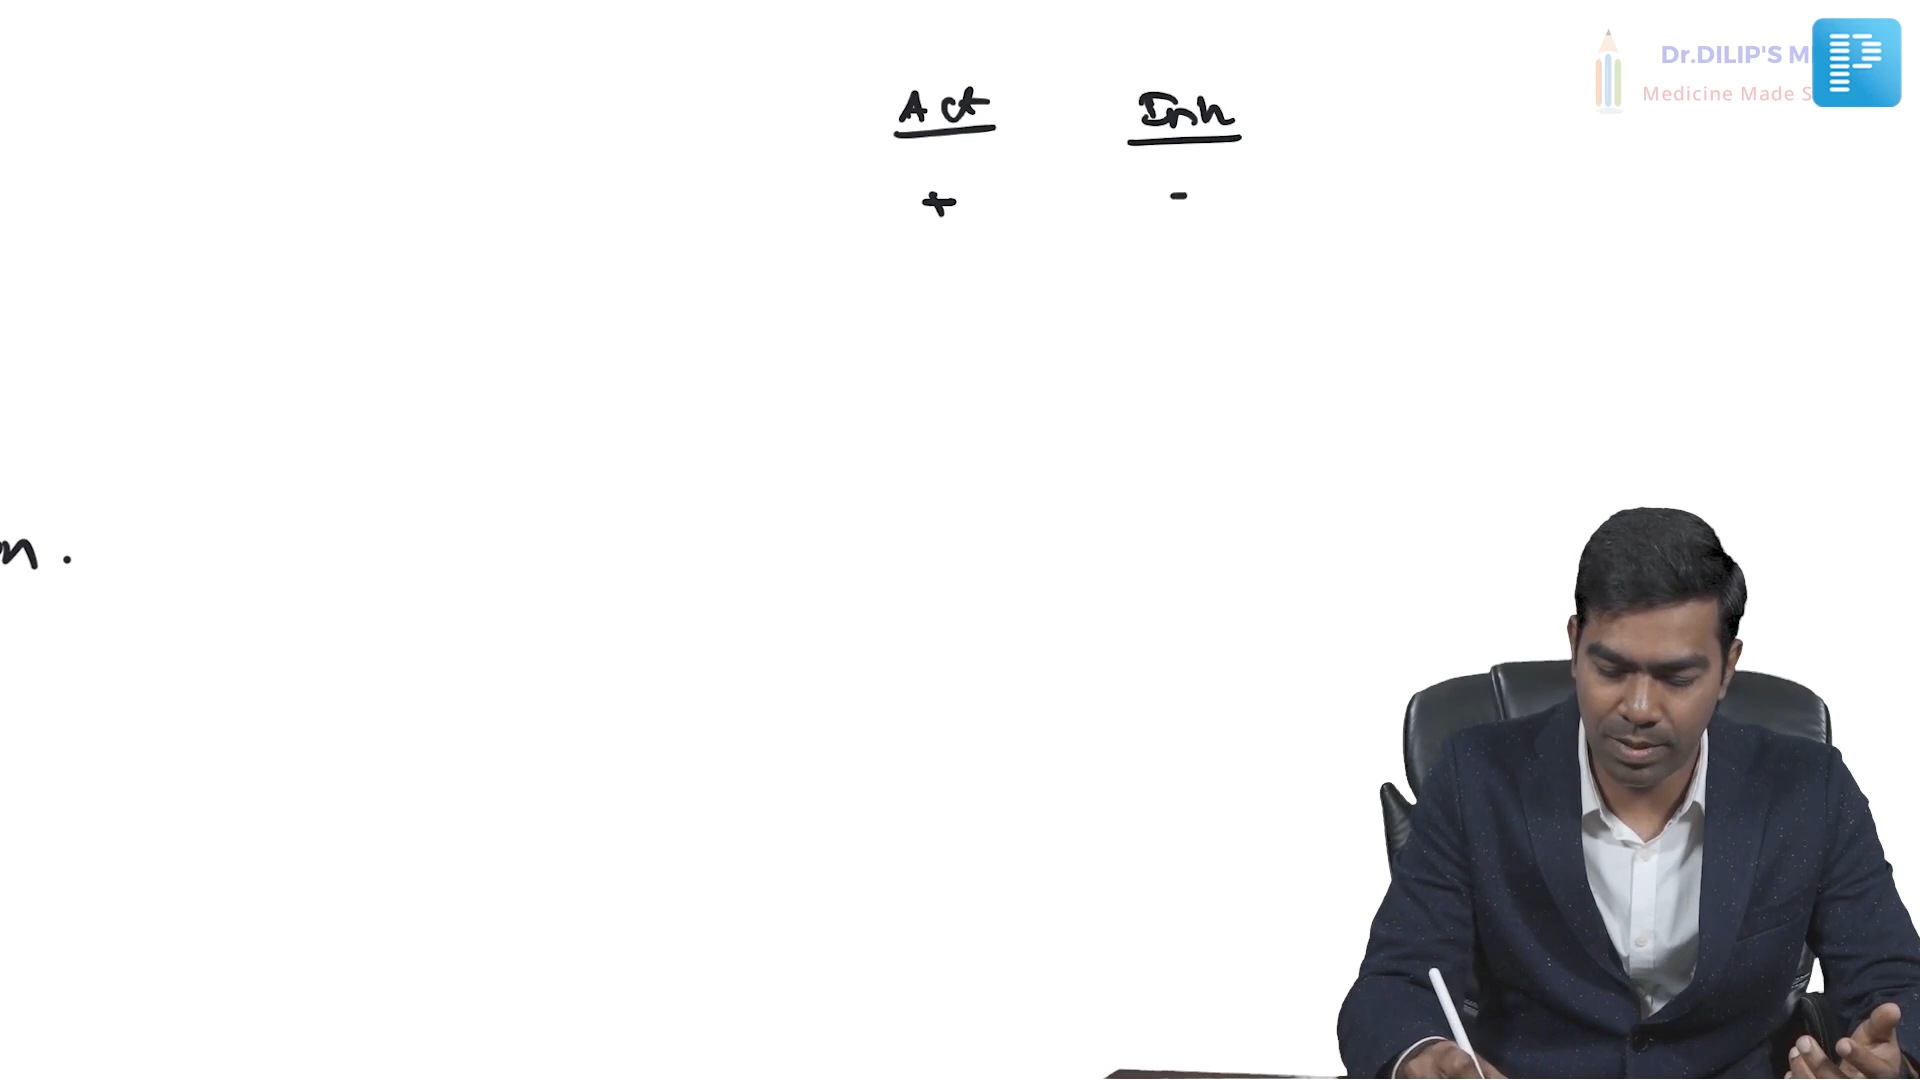 Dr.DILIP'S M
Medicine Made S
Act Inh
+ -
n.